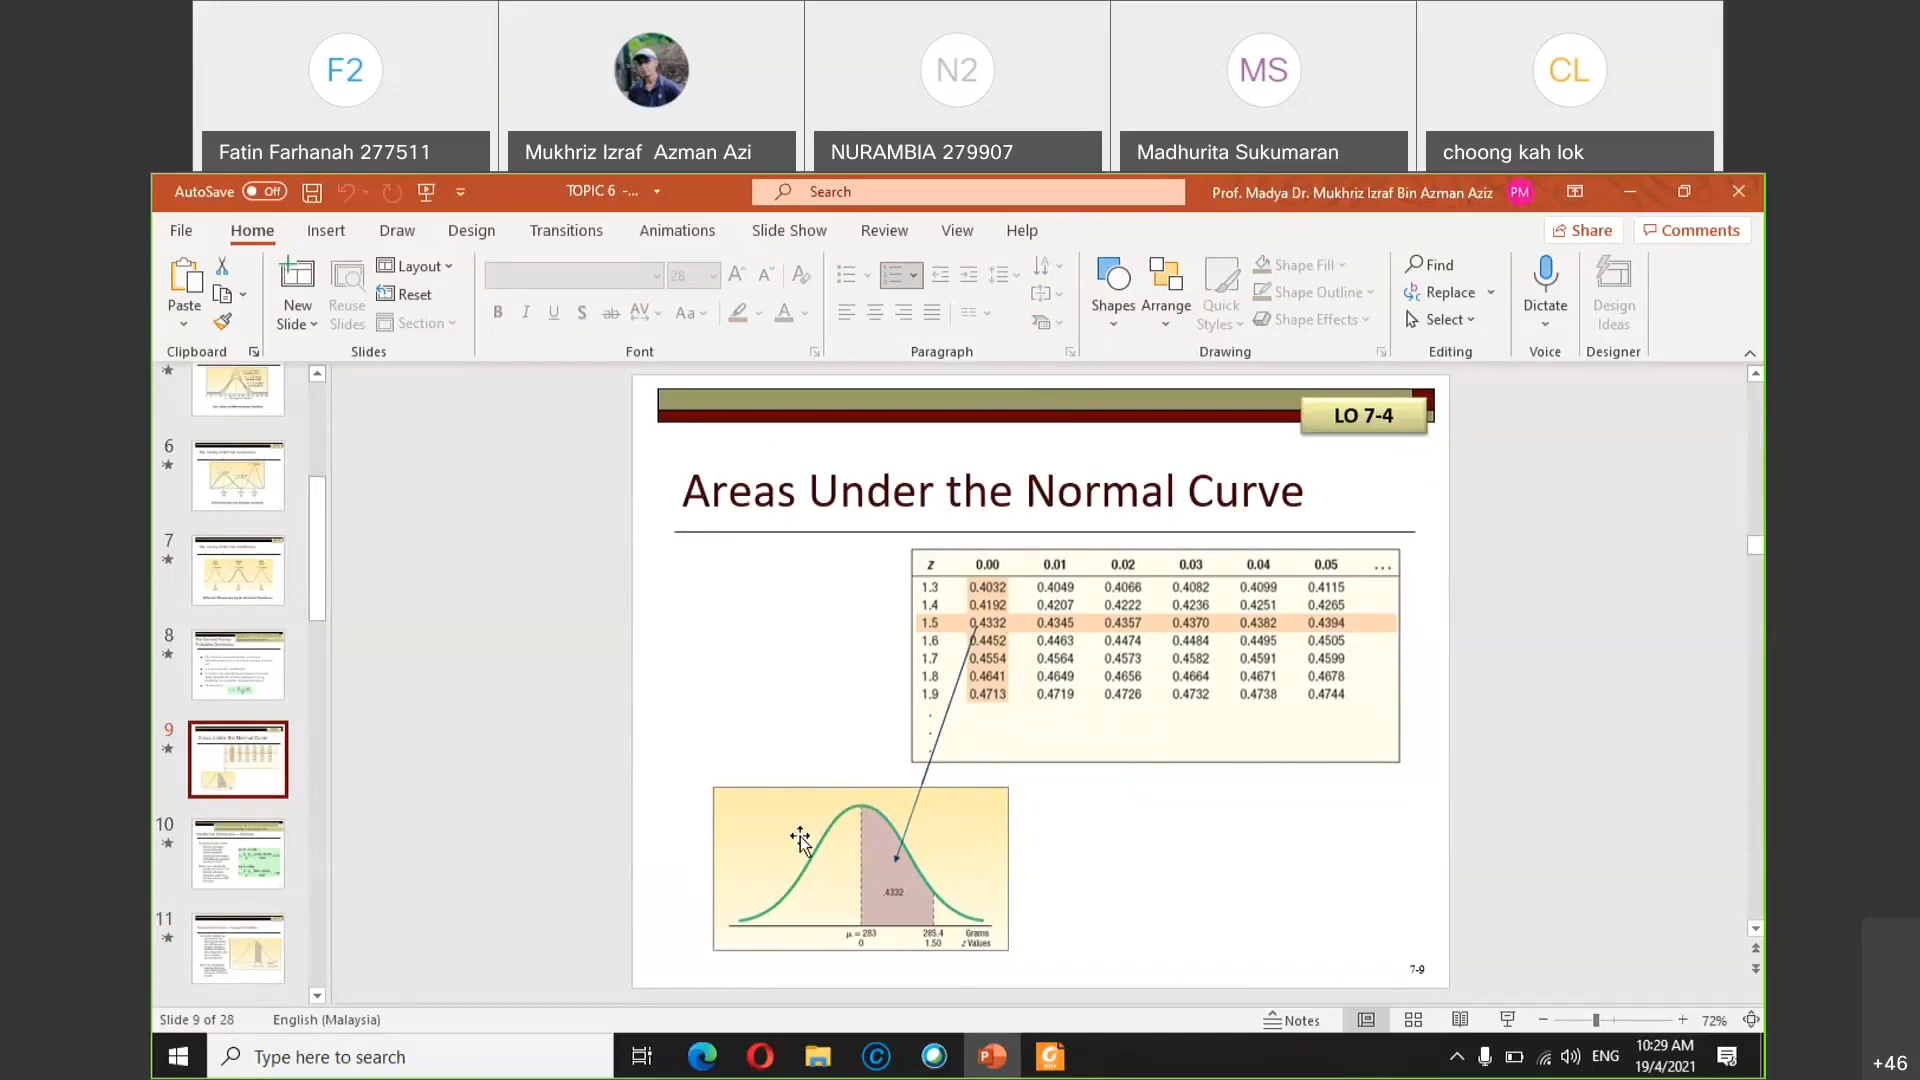 F2
N2
MS
CL
Fatin Farhanah 277511
Mukhriz Izraf Azman Azi
NURAMBIA 279907
Madhurita Sukumaran
choong kah lok
AutoSave Off
TOPIC 6 -...
Search
Prof. Madya Dr. Mukhriz Izraf Bin Azman Aziz PM
File Home Insert Draw Design Transitions Animations Slide Show Review View Help
Share Comments
Paste
New Slide
Reuse Slides
Layout
Reset
Section
28
B I U S ab AV Aa A
Shapes
Arrange
Quick Styles
Shape Fill
Shape Outline
Shape Effects
Find
Replace
Select
Dictate
Design Ideas
Clipboard Slides Font Paragraph Drawing Editing Voice Designer
6
7
8
9
10
11
LO 7-4
Areas Under the Normal Curve
z 0.00 0.01 0.02 0.03 0.04 0.05 ...
1.3 0.4032 0.4049 0.4066 0.4082 0.4099 0.4115
1.4 0.4192 0.4207 0.4222 0.4236 0.4251 0.4265
1.5 0.4332 0.4345 0.4357 0.4370 0.4382 0.4394
1.6 0.4452 0.4463 0.4474 0.4484 0.4495 0.4505
1.7 0.4554 0.4564 0.4573 0.4582 0.4591 0.4599
1.8 0.4641 0.4649 0.4656 0.4664 0.4671 0.4678
1.9 0.4713 0.4719 0.4726 0.4732 0.4738 0.4744
.
.
.
.4332
μ = 283 285.4 Grams
0 1.50 z Values
7-9
Slide 9 of 28 English (Malaysia)
Notes
72%
Type here to search
ENG
10:29 AM
19/4/2021
+46